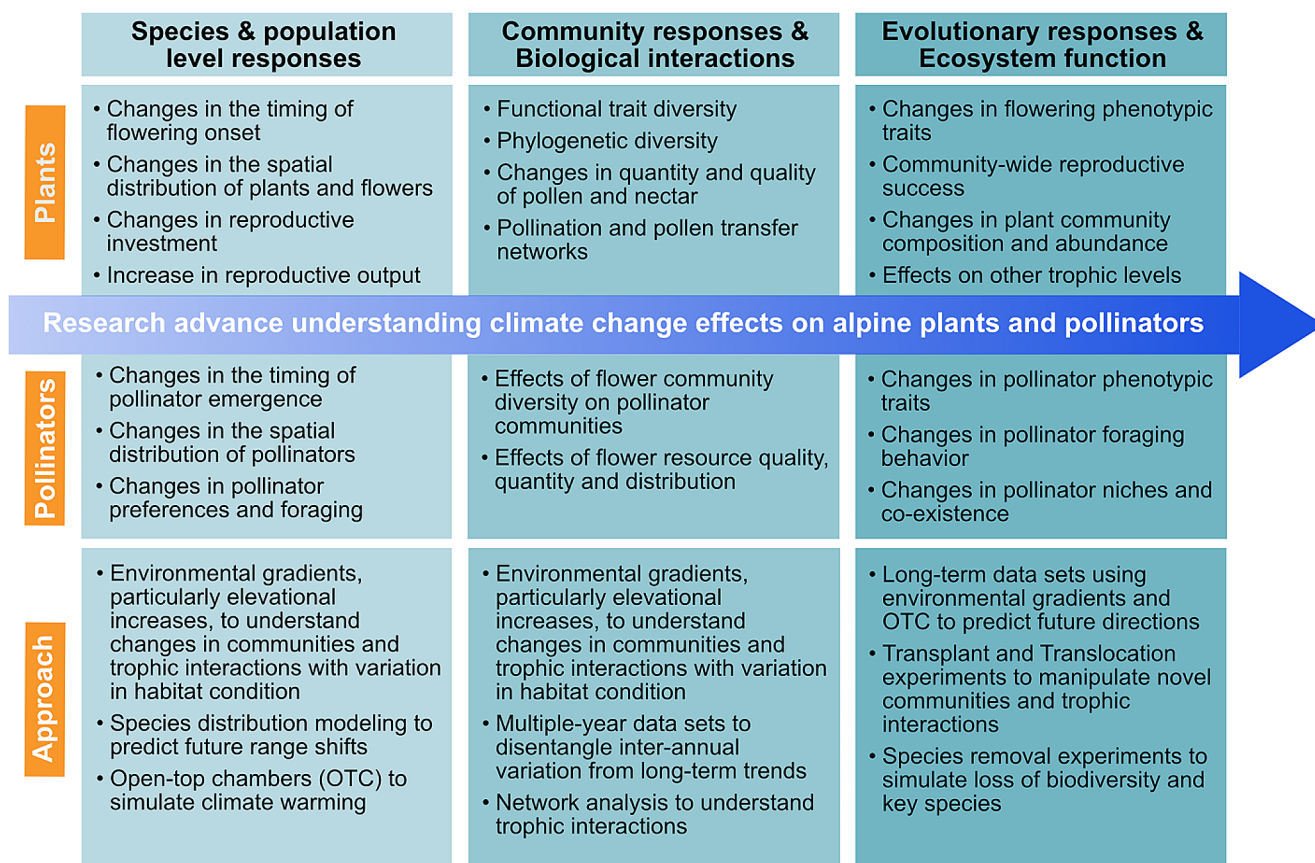 Species & population
level responses
Community responses &
Biological interactions
Evolutionary responses &
Ecosystem function
Plants
• Changes in the timing of
flowering onset
• Changes in the spatial
distribution of plants and flowers
• Changes in reproductive
investment
• Increase in reproductive output
• Functional trait diversity
• Phylogenetic diversity
• Changes in quantity and quality
of pollen and nectar
• Pollination and pollen transfer
networks
• Changes in flowering phenotypic
traits
• Community-wide reproductive
success
• Changes in plant community
composition and abundance
• Effects on other trophic levels
Research advance understanding climate change effects on alpine plants and pollinators
Pollinators
• Changes in the timing of
pollinator emergence
• Changes in the spatial
distribution of pollinators
• Changes in pollinator
preferences and foraging
• Effects of flower community
diversity on pollinator
communities
• Effects of flower resource quality,
quantity and distribution
• Changes in pollinator phenotypic
traits
• Changes in pollinator foraging
behavior
• Changes in pollinator niches and
co-existence
Approach
• Environmental gradients,
particularly elevational
increases, to understand
changes in communities and
trophic interactions with variation
in habitat condition
• Species distribution modeling to
predict future range shifts
• Open-top chambers (OTC) to
simulate climate warming
• Environmental gradients,
particularly elevational
increases, to understand
changes in communities and
trophic interactions with variation
in habitat condition
• Multiple-year data sets to
disentangle inter-annual
variation from long-term trends
• Network analysis to understand
trophic interactions
• Long-term data sets using
environmental gradients and
OTC to predict future directions
• Transplant and Translocation
experiments to manipulate novel
communities and trophic
interactions
• Species removal experiments to
simulate loss of biodiversity and
key species